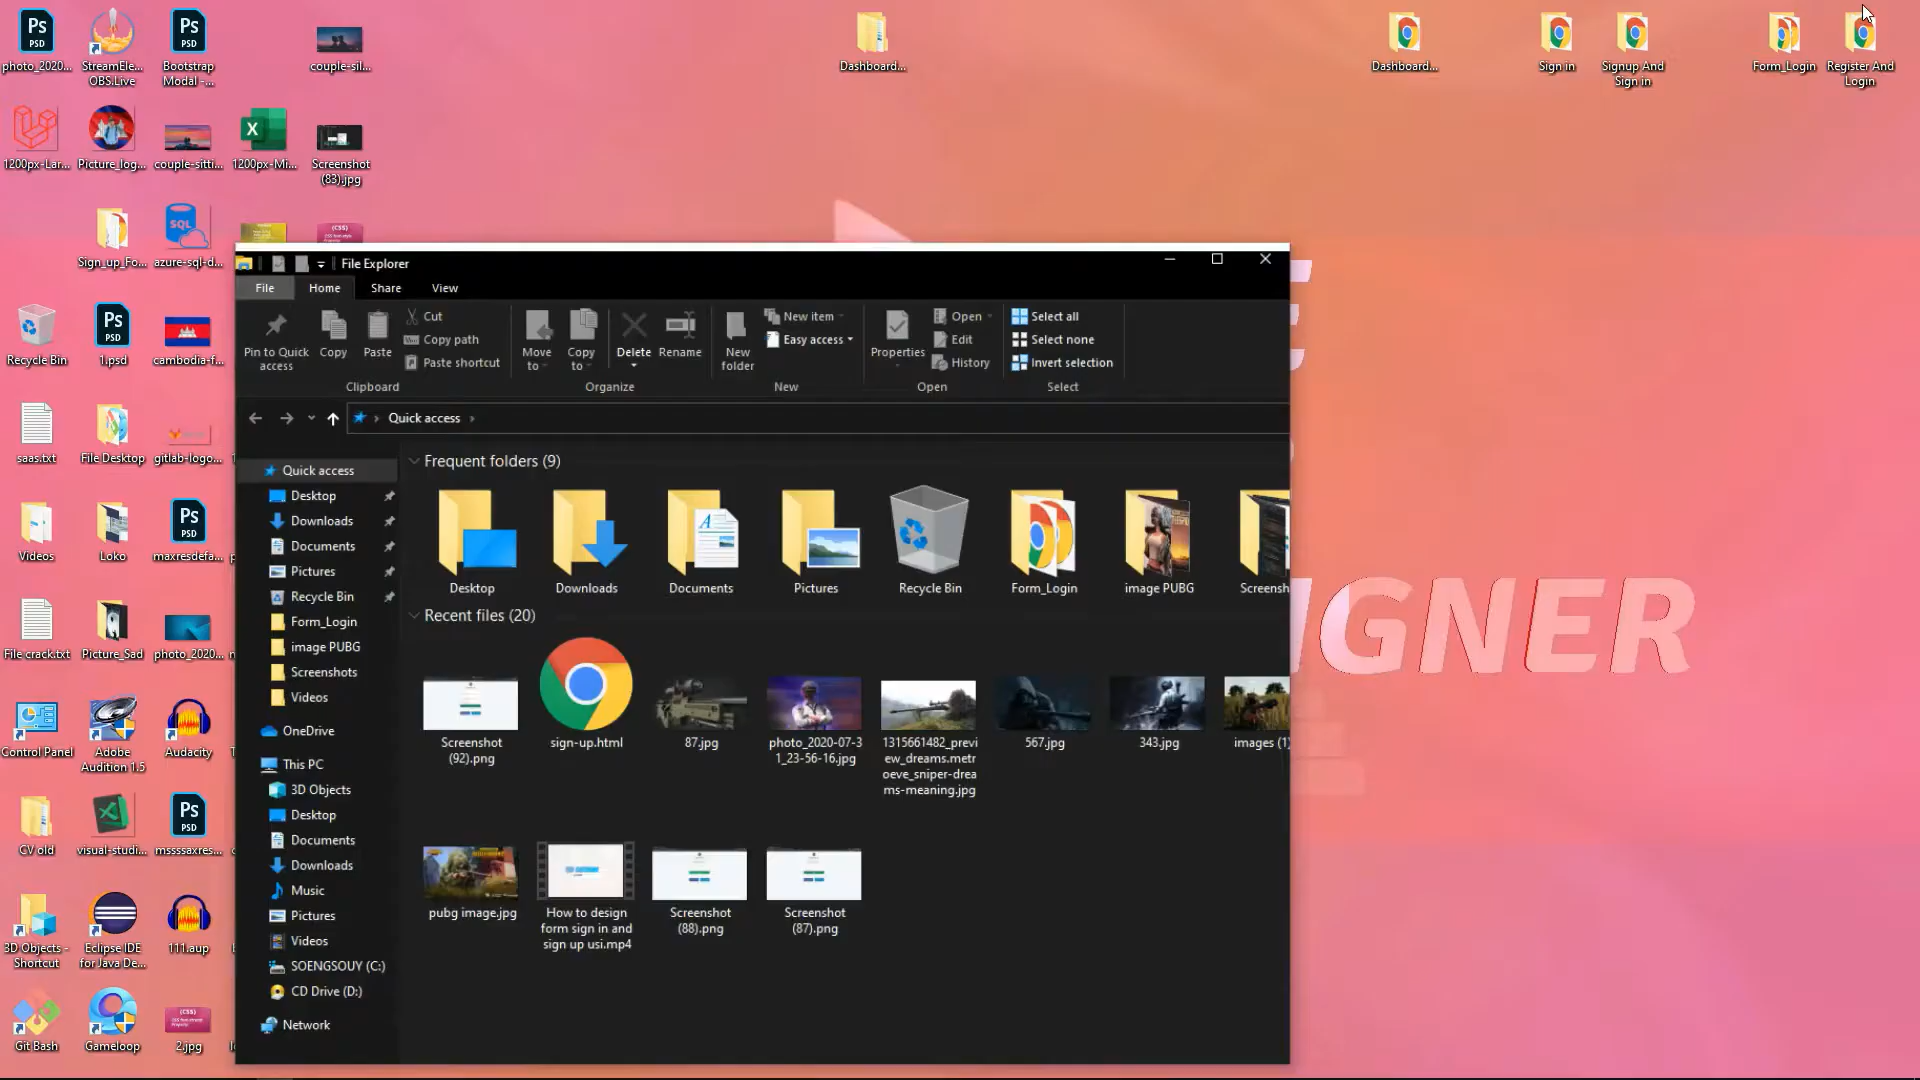 photo_2020...
StreamEle...
OBS.Live
Bootstrap
Modal -...
couple-sil...
Dashboard...
Dashboard...
Sign in
Signup And
Sign in
Form_Login
Register And
Login
1200px-Lar...
Picture_log...
couple-sitti...
1200px-Mi...
Screenshot
(83).jpg
Sign_up_Fo...
azure-sql-d...
Recycle Bin
1.psd
cambodia-f...
saas.txt
File Desktop
gitlab-logo...
Videos
Loko
maxresdefa...
File crack.txt
Picture_Sad
photo_2020...
Control Panel
Adobe
Audition 1.5
Audacity
CV old
visual-studi...
mssssaxres...
3D Objects -
Shortcut
Eclipse IDE
for Java De...
111.aup
Git Bash
Gameloop
2.jpg
File Explorer
File
Home
Share
View
Pin to Quick
access
Copy
Paste
Cut
Copy path
Paste shortcut
Clipboard
Move
to
Copy
to
Delete
Rename
Organize
New
folder
New item
Easy access
New
Properties
Open
Edit
History
Open
Select all
Select none
Invert selection
Select
Quick access
Quick access
Desktop
Downloads
Documents
Pictures
Recycle Bin
Form_Login
image PUBG
Screenshots
Videos
OneDrive
This PC
3D Objects
Desktop
Documents
Downloads
Music
Pictures
Videos
SOENGSOUY (C:)
CD Drive (D:)
Network
Frequent folders (9)
Desktop
Downloads
Documents
Pictures
Recycle Bin
Form_Login
image PUBG
Screensh
Recent files (20)
Screenshot
(92).png
sign-up.html
87.jpg
photo_2020-07-3
1_23-56-16.jpg
1315661482_previ
ew_dreams.metr
oeve_sniper-drea
ms-meaning.jpg
567.jpg
343.jpg
images (1)
pubg image.jpg
How to design
form sign in and
sign up usi.mp4
Screenshot
(88).png
Screenshot
(87).png
IGNER